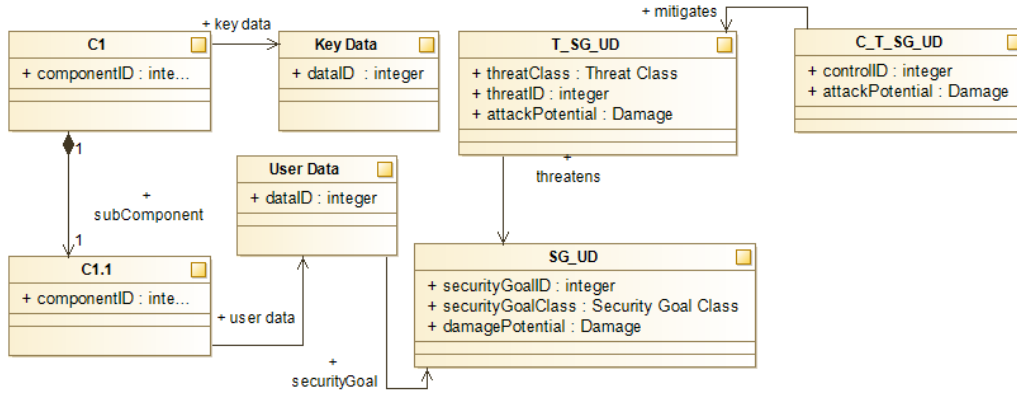 C1
+ componentID : inte...
+ key data
Key Data
+ dataID : integer
T_SG_UD
+ threatClass : Threat Class
+ threatID : integer
+ attackPotential : Damage
+ mitigates
C_T_SG_UD
+ controlID : integer
+ attackPotential : Damage
1
+
subComponent
1
User Data
+ dataID : integer
+
threatens
C1.1
+ componentID : inte...
+ user data
SG_UD
+ securityGoalID : integer
+ securityGoalClass : Security Goal Class
+ damagePotential : Damage
+
securityGoal